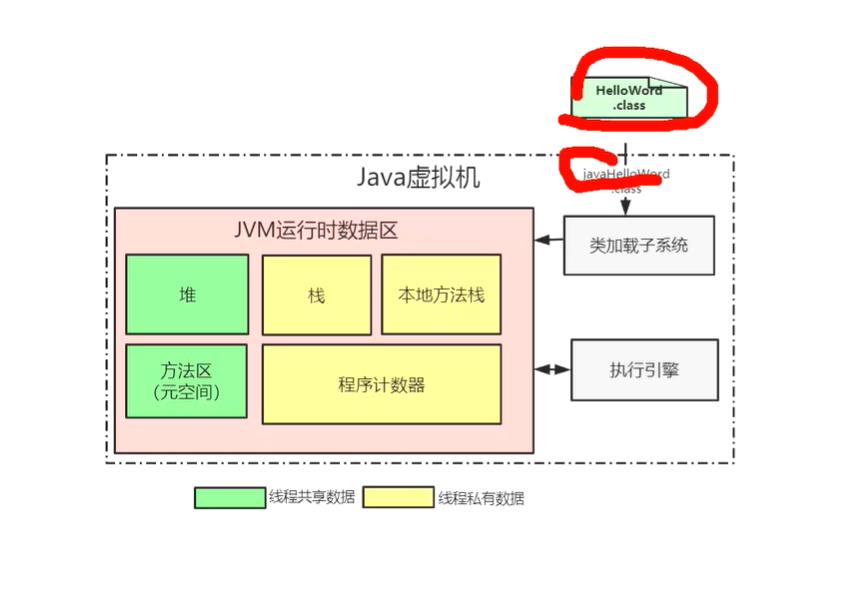 HelloWord
.class
Java虚拟机
javaHelloWord
.class
JVM运行时数据区
类加载子系统
堆
栈
本地方法栈
方法区
（元空间）
程序计数器
执行引擎
线程共享数据
线程私有数据